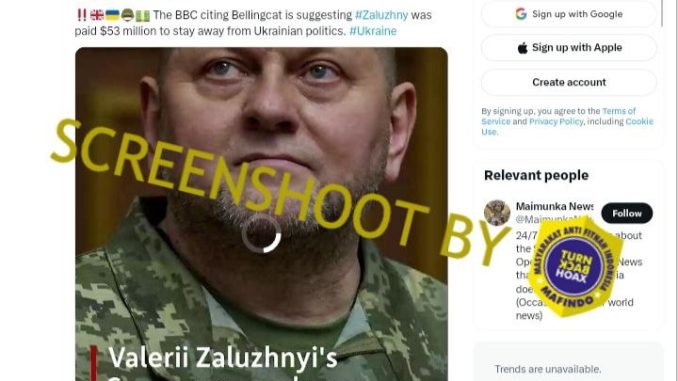 The BBC citing Bellingcat is suggesting #Zaluzhny was
paid $53 million to stay away from Ukrainian politics. #Ukraine
Valerii Zaluzhnyi's
SCREENSHOOT BY
MASYARAKAT ANTI FITNAH INDONESIA
TURN
BACK
HOAX
MAFINDO
Sign up with Google
Sign up with Apple
Create account
By signing up, you agree to the Terms of
Service and Privacy Policy, including Cookie
Use.
Relevant people
Maimunka News
Follow
24/7 about
the
News
tha
doe
(Occa world
news)
Trends are unavailable.